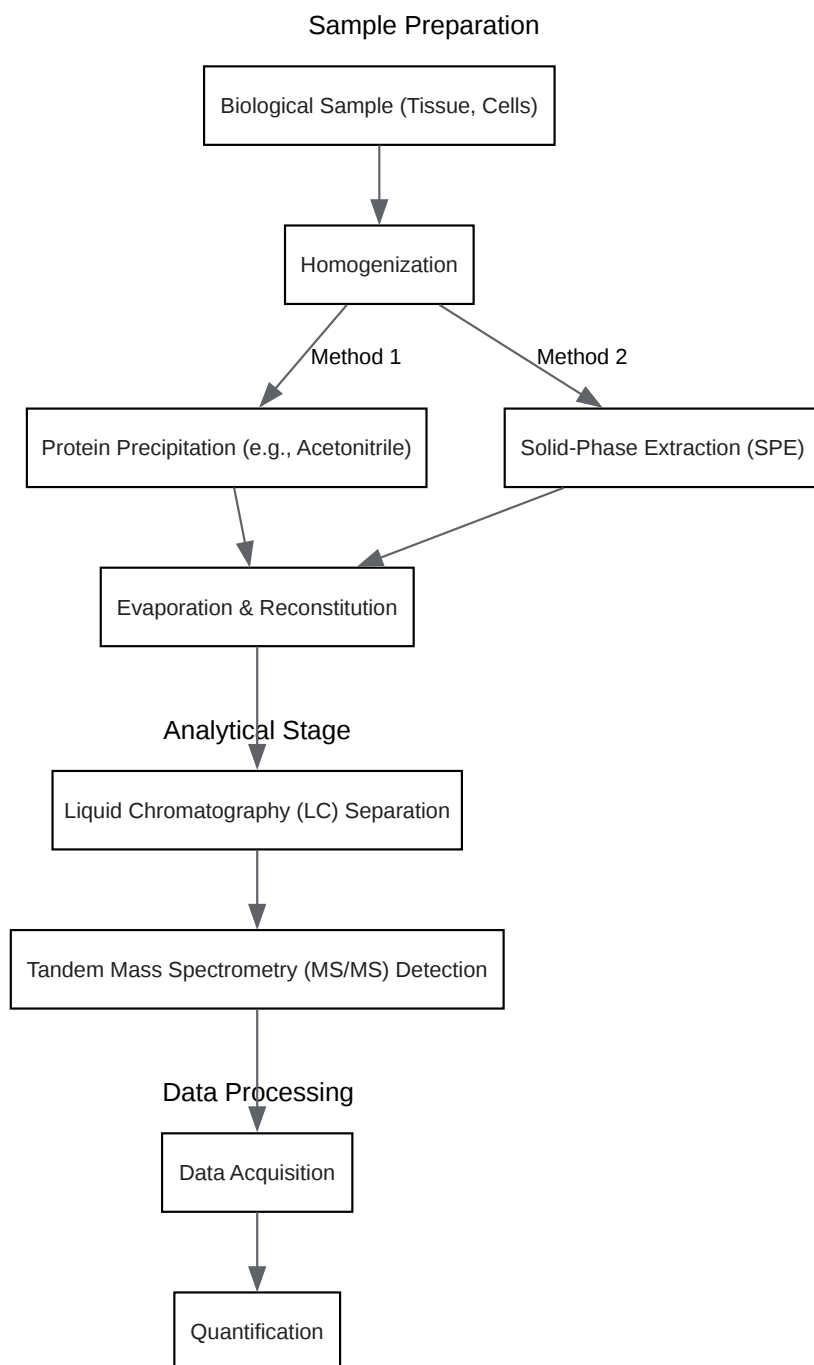 Sample Preparation
Biological Sample (Tissue, Cells)
Homogenization
Method 1
Method 2
Protein Precipitation (e.g., Acetonitrile)
Solid-Phase Extraction (SPE)
Evaporation & Reconstitution
Analytical Stage
Liquid Chromatography (LC) Separation
Tandem Mass Spectrometry (MS/MS) Detection
Data Processing
Data Acquisition
Quantification